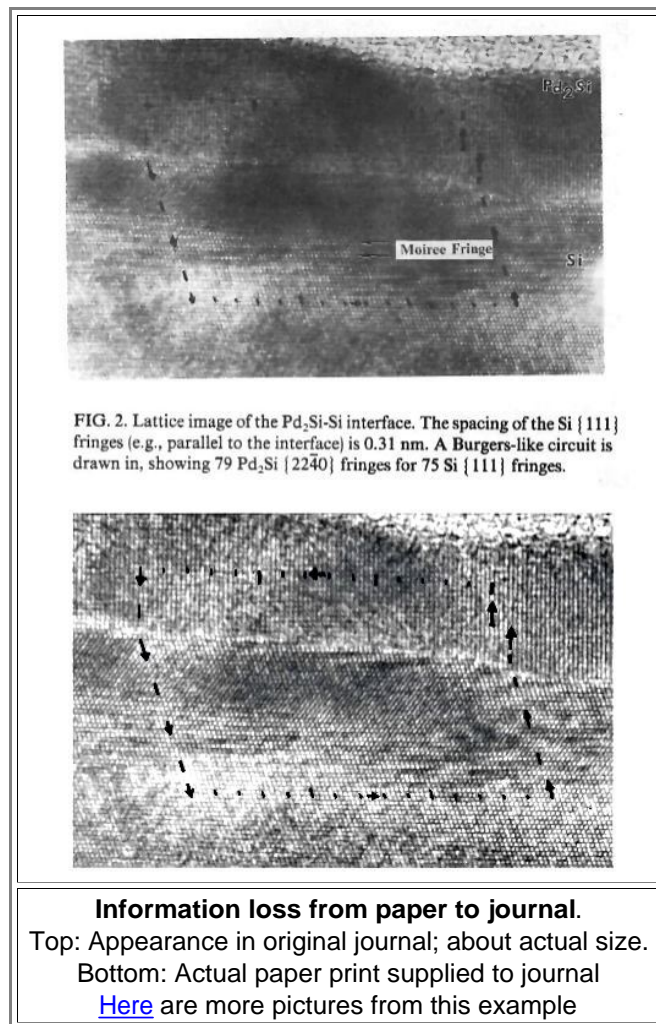 Pd₂Si
Moiree Fringe
Si
FIG. 2. Lattice image of the Pd₂Si-Si interface. The spacing of the Si {111}
fringes (e.g., parallel to the interface) is 0.31 nm. A Burgers-like circuit is
drawn in, showing 79 Pd₂Si {224̄0} fringes for 75 Si {111} fringes.
Information loss from paper to journal.
Top: Appearance in original journal; about actual size.
Bottom: Actual paper print supplied to journal
Here are more pictures from this example